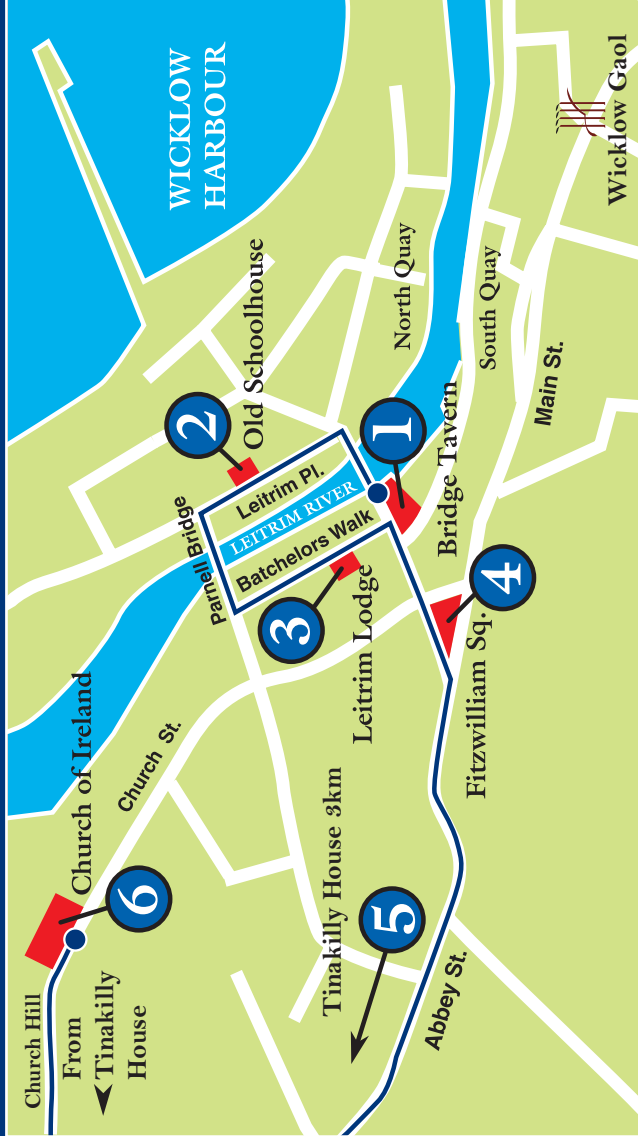 Church Hill
From
Tinakilly
House
6
Church of Ireland
Church St.
Parnell Bridge
2
Old Schoolhouse
WICKLOW
HARBOUR
Leitrim Pl.
LEITRIM RIVER
Batchelors Walk
3
Leitrim Lodge
1
Bridge Tavern
North Quay
South Quay
Tinakilly House 3km
5
Abbey St.
4
Fitzwilliam Sq.
Main St.
Wicklow Gaol